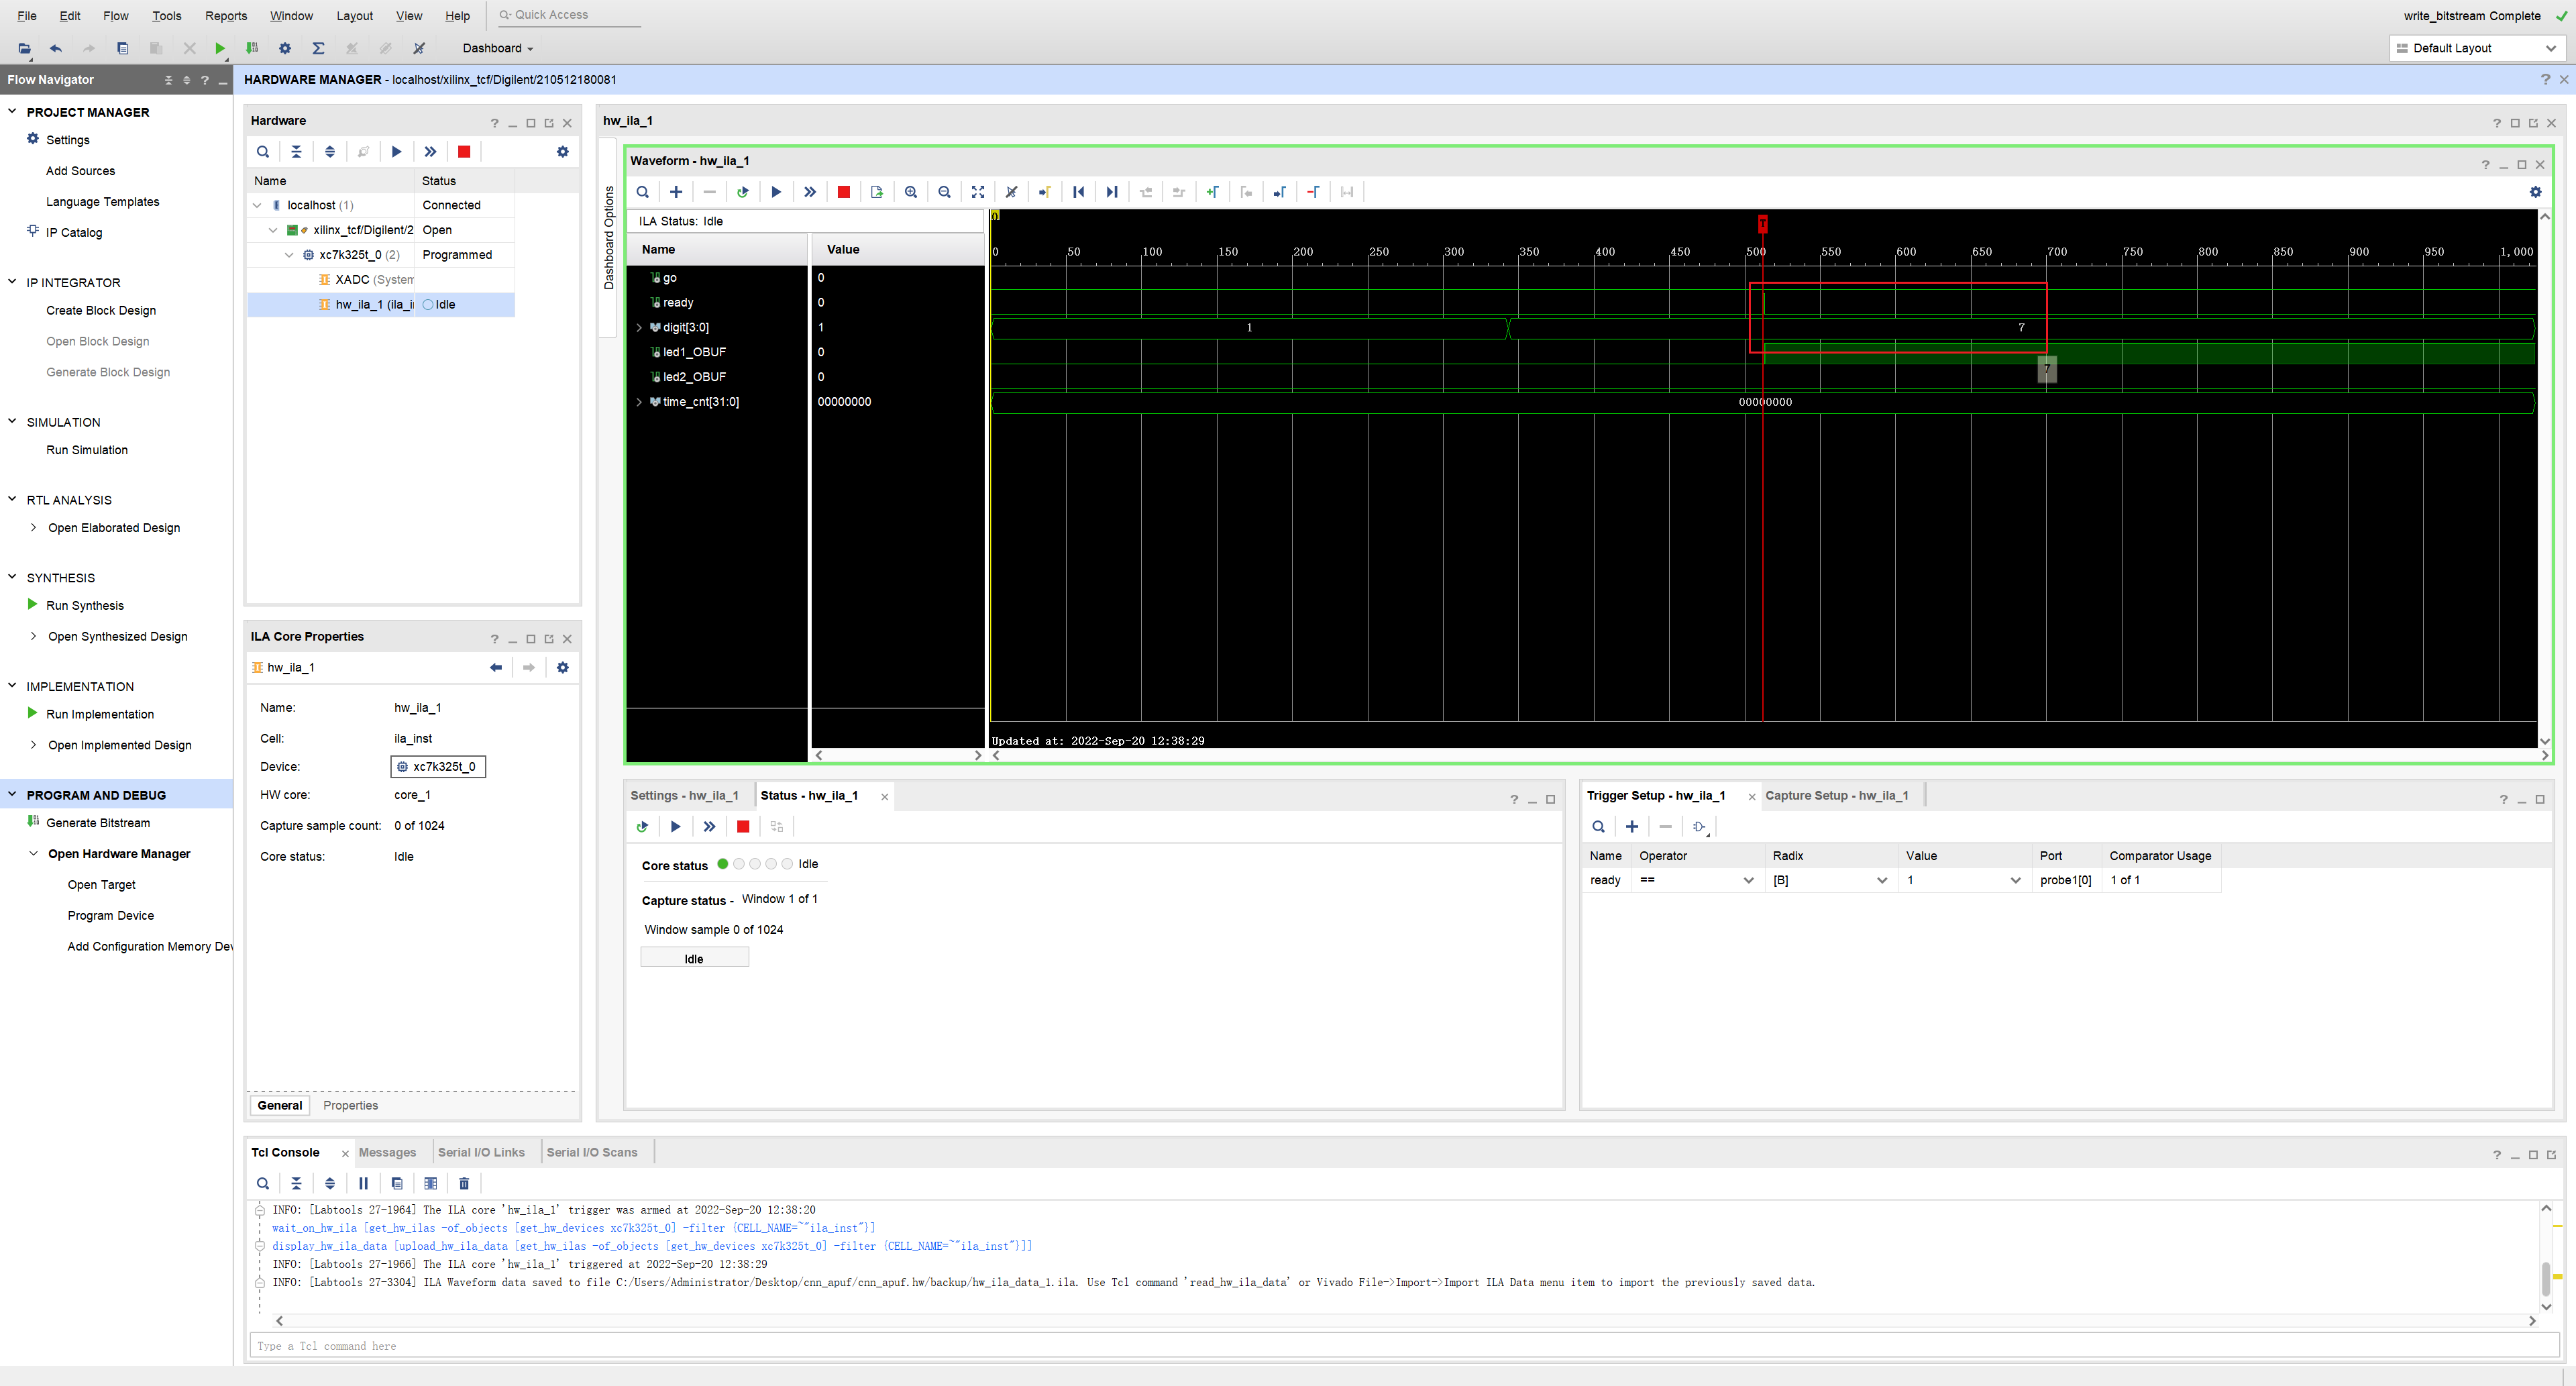 File Edit Flow Tools Reports Window Layout View Help Quick Access
write_bitstream Complete
Dashboard
Default Layout
Flow Navigator
HARDWARE MANAGER - localhost/xilinx_tcf/Digilent/210512180081
PROJECT MANAGER
Settings
Add Sources
Language Templates
IP Catalog
IP INTEGRATOR
Create Block Design
Open Block Design
Generate Block Design
SIMULATION
Run Simulation
RTL ANALYSIS
Open Elaborated Design
SYNTHESIS
Run Synthesis
Open Synthesized Design
IMPLEMENTATION
Run Implementation
Open Implemented Design
PROGRAM AND DEBUG
Generate Bitstream
Open Hardware Manager
Open Target
Program Device
Add Configuration Memory Dev
Hardware
Name Status
localhost (1) Connected
xilinx_tcf/Digilent/2 Open
xc7k325t_0 (2) Programmed
XADC (System
hw_ila_1 (ila_i Idle
ILA Core Properties
hw_ila_1
Name: hw_ila_1
Cell: ila_inst
Device: xc7k325t_0
HW core: core_1
Capture sample count: 0 of 1024
Core status: Idle
General Properties
hw_ila_1
Dashboard Options
Waveform - hw_ila_1
ILA Status: Idle
Name Value
go 0
ready 0
digit[3:0] 1
led1_OBUF 0
led2_OBUF 0
time_cnt[31:0] 00000000
0
T
0 50 100 150 200 250 300 350 400 450 500 550 600 650 700 750 800 850 900 950 1,000
1 7
7
00000000
Updated at: 2022-Sep-20 12:38:29
Settings - hw_ila_1 Status - hw_ila_1
Core status Idle
Capture status - Window 1 of 1
Window sample 0 of 1024
Idle
Trigger Setup - hw_ila_1 Capture Setup - hw_ila_1
Name Operator Radix Value Port Comparator Usage
ready == [B] 1 probe1[0] 1 of 1
Tcl Console Messages Serial I/O Links Serial I/O Scans
INFO: [Labtools 27-1964] The ILA core 'hw_ila_1' trigger was armed at 2022-Sep-20 12:38:20
wait_on_hw_ila [get_hw_ilas -of_objects [get_hw_devices xc7k325t_0] -filter {CELL_NAME=~"ila_inst"}]
display_hw_ila_data [upload_hw_ila_data [get_hw_ilas -of_objects [get_hw_devices xc7k325t_0] -filter {CELL_NAME=~"ila_inst"}]]
INFO: [Labtools 27-1966] The ILA core 'hw_ila_1' triggered at 2022-Sep-20 12:38:29
INFO: [Labtools 27-3304] ILA Waveform data saved to file C:/Users/Administrator/Desktop/cnn_apuf/cnn_apuf.hw/backup/hw_ila_data_1.ila. Use Tcl command 'read_hw_ila_data' or Vivado File->Import->Import ILA Data menu item to import the previously saved data.
Type a Tcl command here